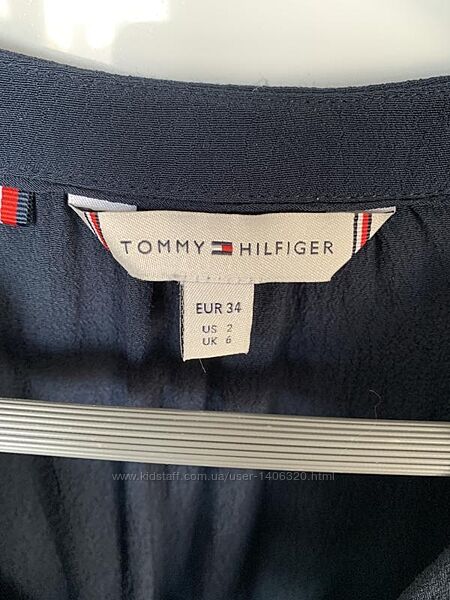 TOMMY HILFIGER
EUR 34
US 2
UK 6
www.kidstaff.com.ua/user-1406320.html